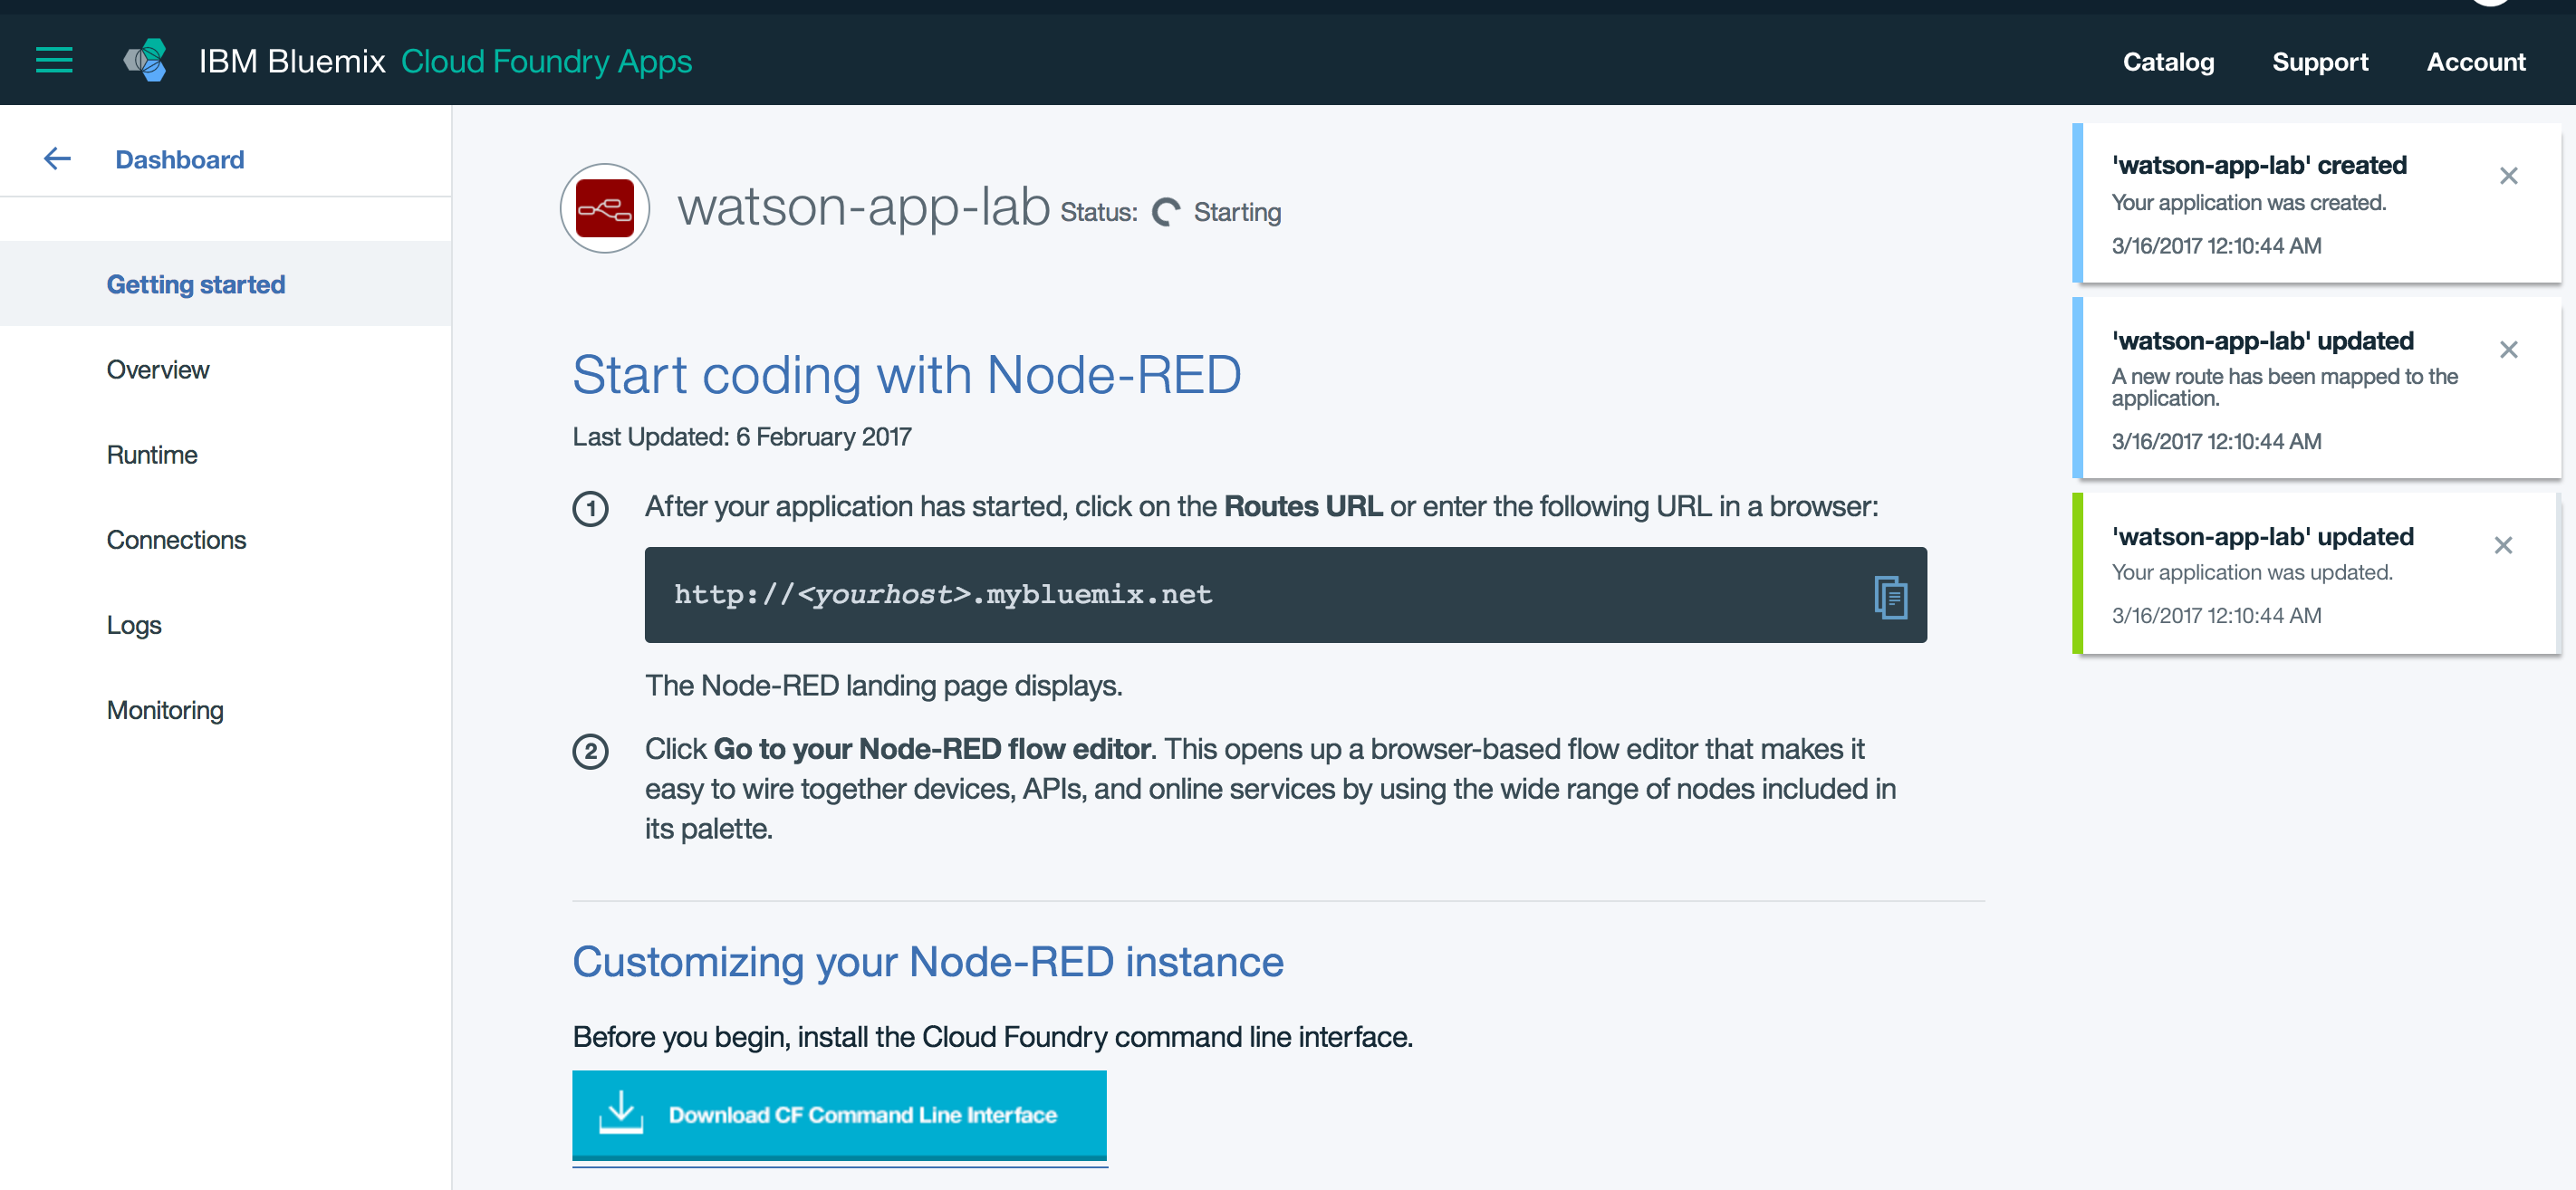 IBM Bluemix Cloud Foundry Apps
Catalog Support Account
Dashboard
Getting started
Overview
Runtime
Connections
Logs
Monitoring
watson-app-lab Status: Starting
Start coding with Node-RED
Last Updated: 6 February 2017
1 After your application has started, click on the Routes URL or enter the following URL in a browser:
http://<yourhost>.mybluemix.net
The Node-RED landing page displays.
2 Click Go to your Node-RED flow editor. This opens up a browser-based flow editor that makes it
easy to wire together devices, APIs, and online services by using the wide range of nodes included in
its palette.
Customizing your Node-RED instance
Before you begin, install the Cloud Foundry command line interface.
Download CF Command Line Interface
'watson-app-lab' created
Your application was created.
3/16/2017 12:10:44 AM
'watson-app-lab' updated
A new route has been mapped to the
application.
3/16/2017 12:10:44 AM
'watson-app-lab' updated
Your application was updated.
3/16/2017 12:10:44 AM